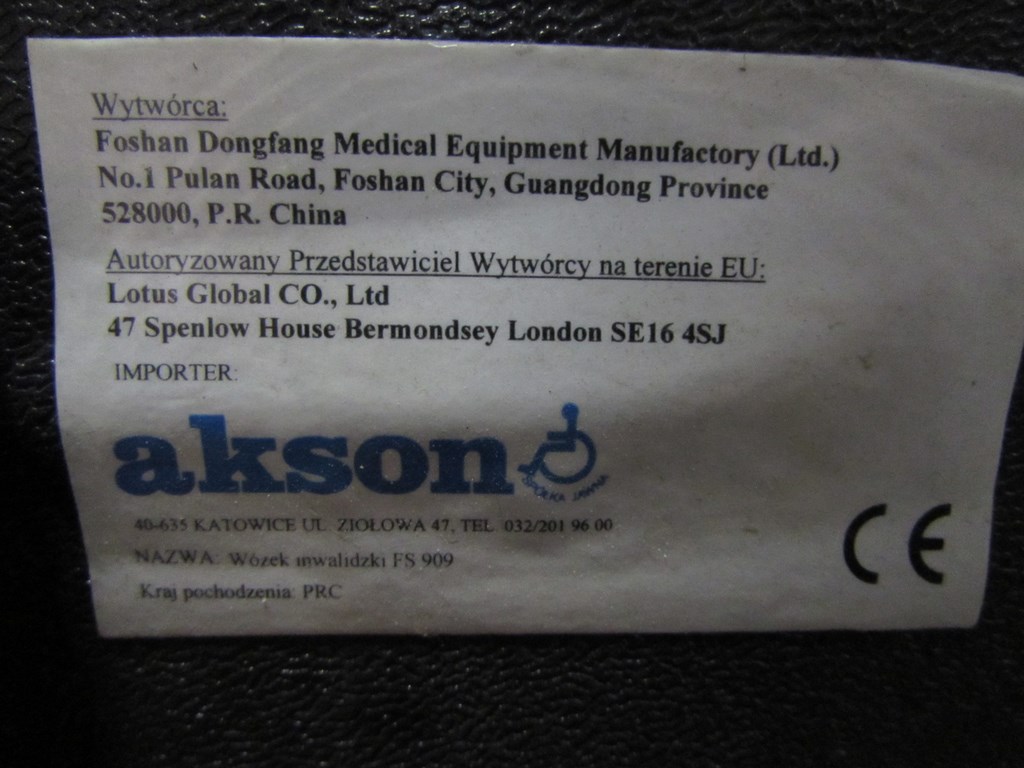 Wytwórca:
Foshan Dongfang Medical Equipment Manufactory (Ltd.)
No.1 Pulan Road, Foshan City, Guangdong Province
528000, P.R. China
Autoryzowany Przedstawiciel Wytwórcy na terenie EU:
Lotus Global CO., Ltd
47 Spenlow House Bermondsey London SE16 4SJ
IMPORTER:
akson
SPÓŁKA JAWNA
40-635 KATOWICE UL. ZIOŁOWA 47, TEL. 032/201 96 00
NAZWA: Wózek inwalidzki FS 909
Kraj pochodzenia: PRC
CE